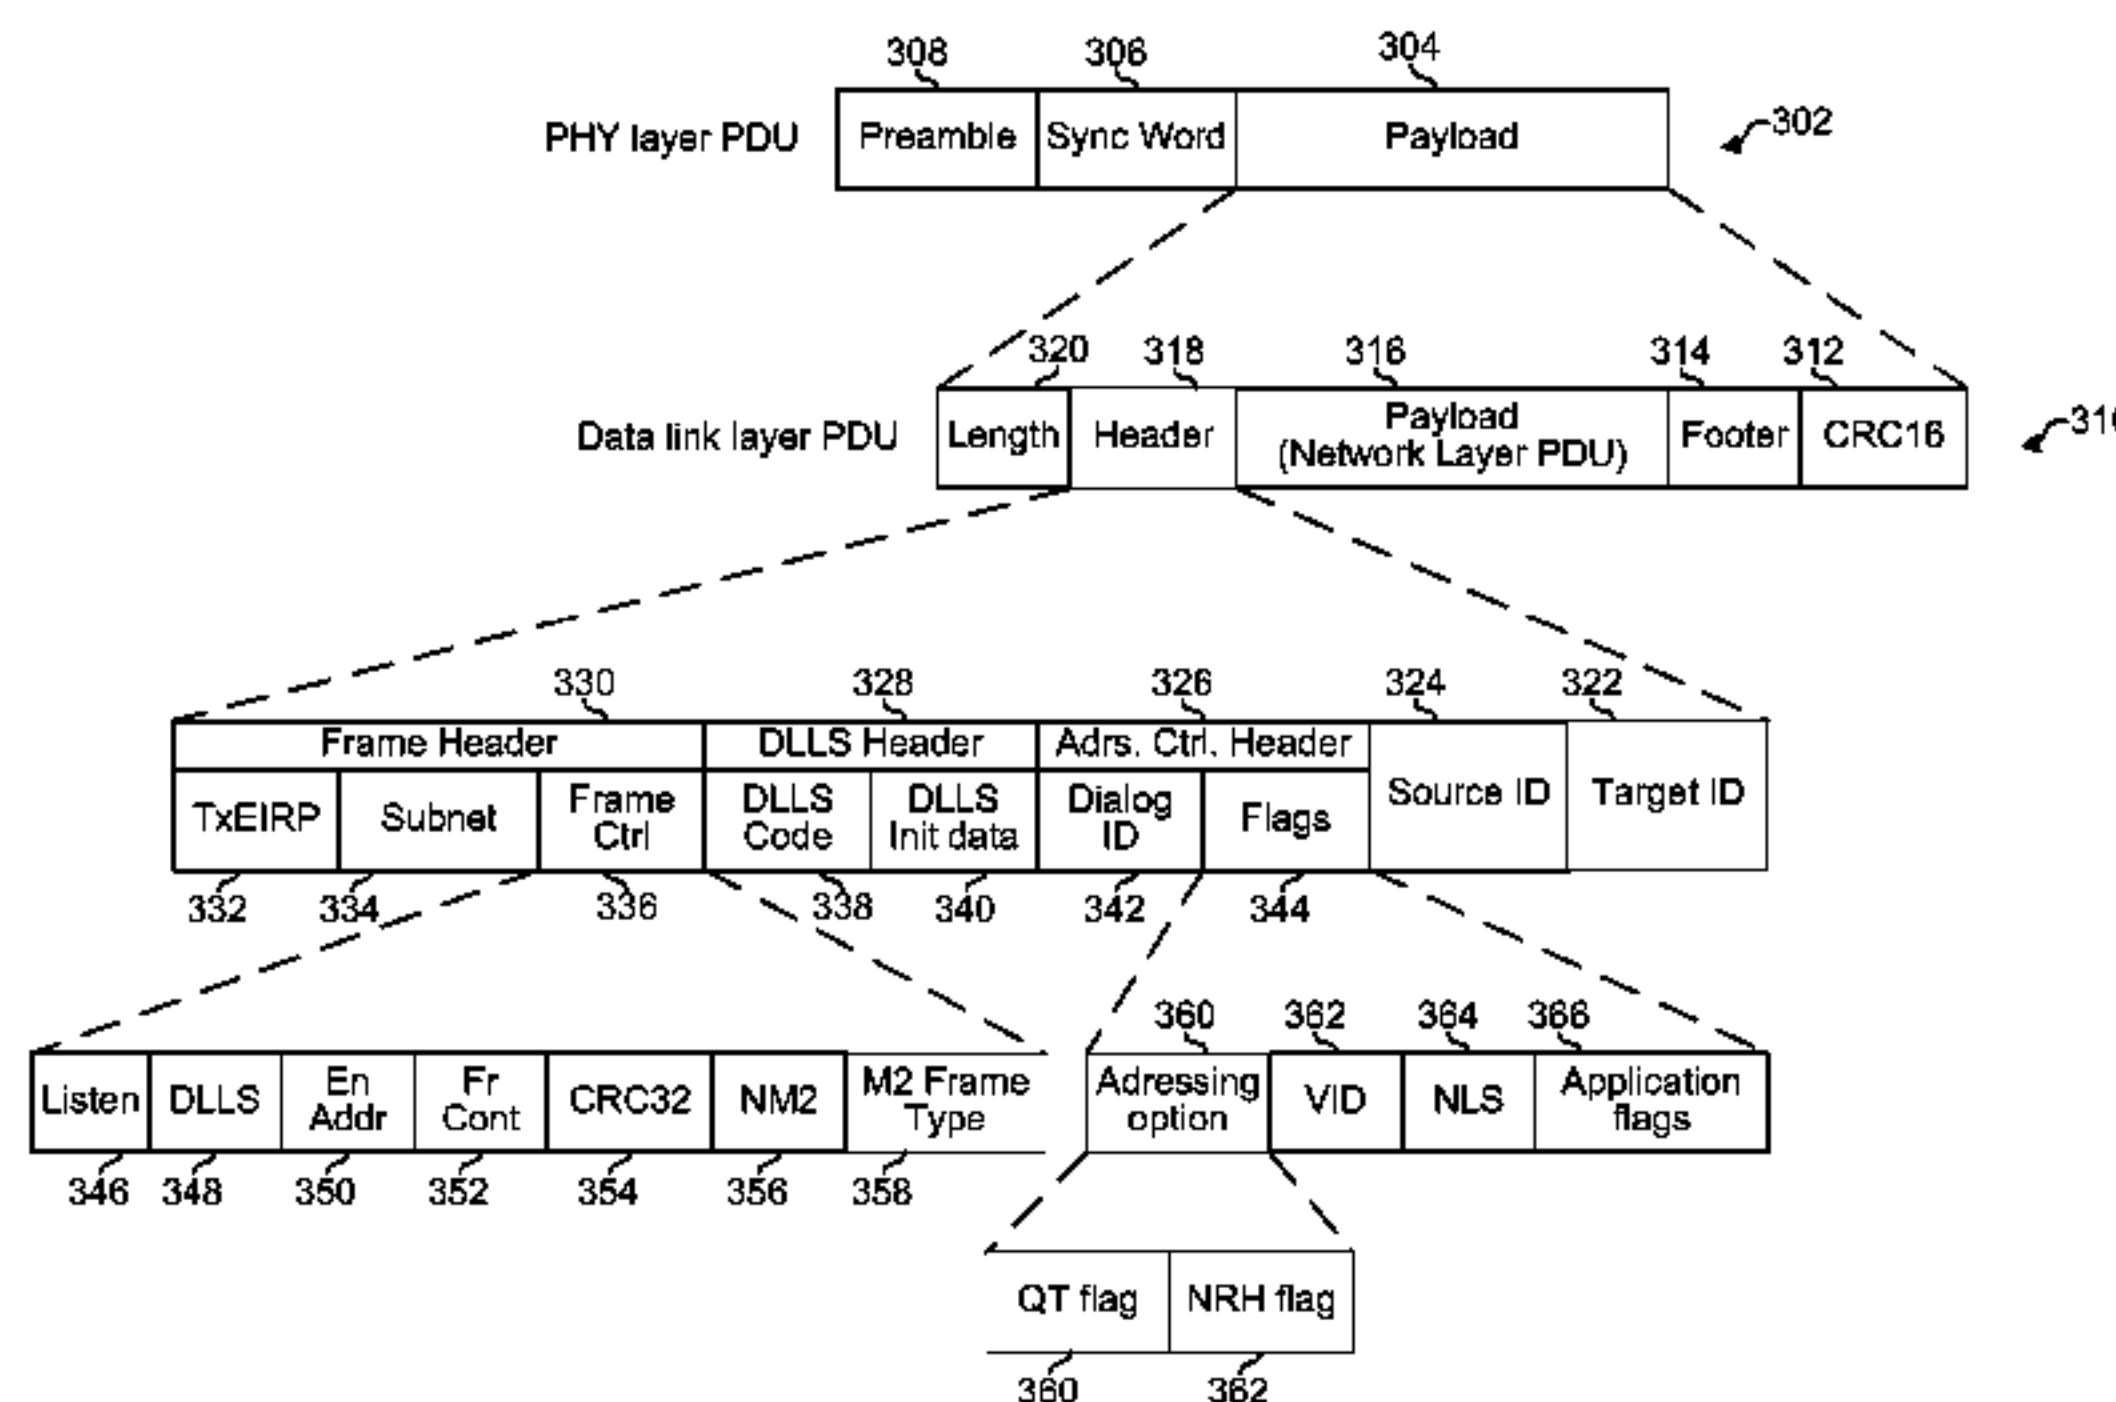 308 306 304
PHY layer PDU Preamble Sync Word Payload 302
320 318 316 314 312
Data link layer PDU Length Header Payload (Network Layer PDU) Footer CRC16 310
330 328 326 324 322
Frame Header DLLS Header Adrs. Ctrl. Header Source ID Target ID
TxEIRP Subnet Frame Ctrl DLLS Code DLLS Init data Dialog ID Flags
332 334 336 338 340 342 344
360 362 364 366
Listen DLLS En Addr Fr Cont CRC32 NM2 M2 Frame Type Adressing option VID NLS Application flags
346 348 350 352 354 356 358
QT flag NRH flag
360 362